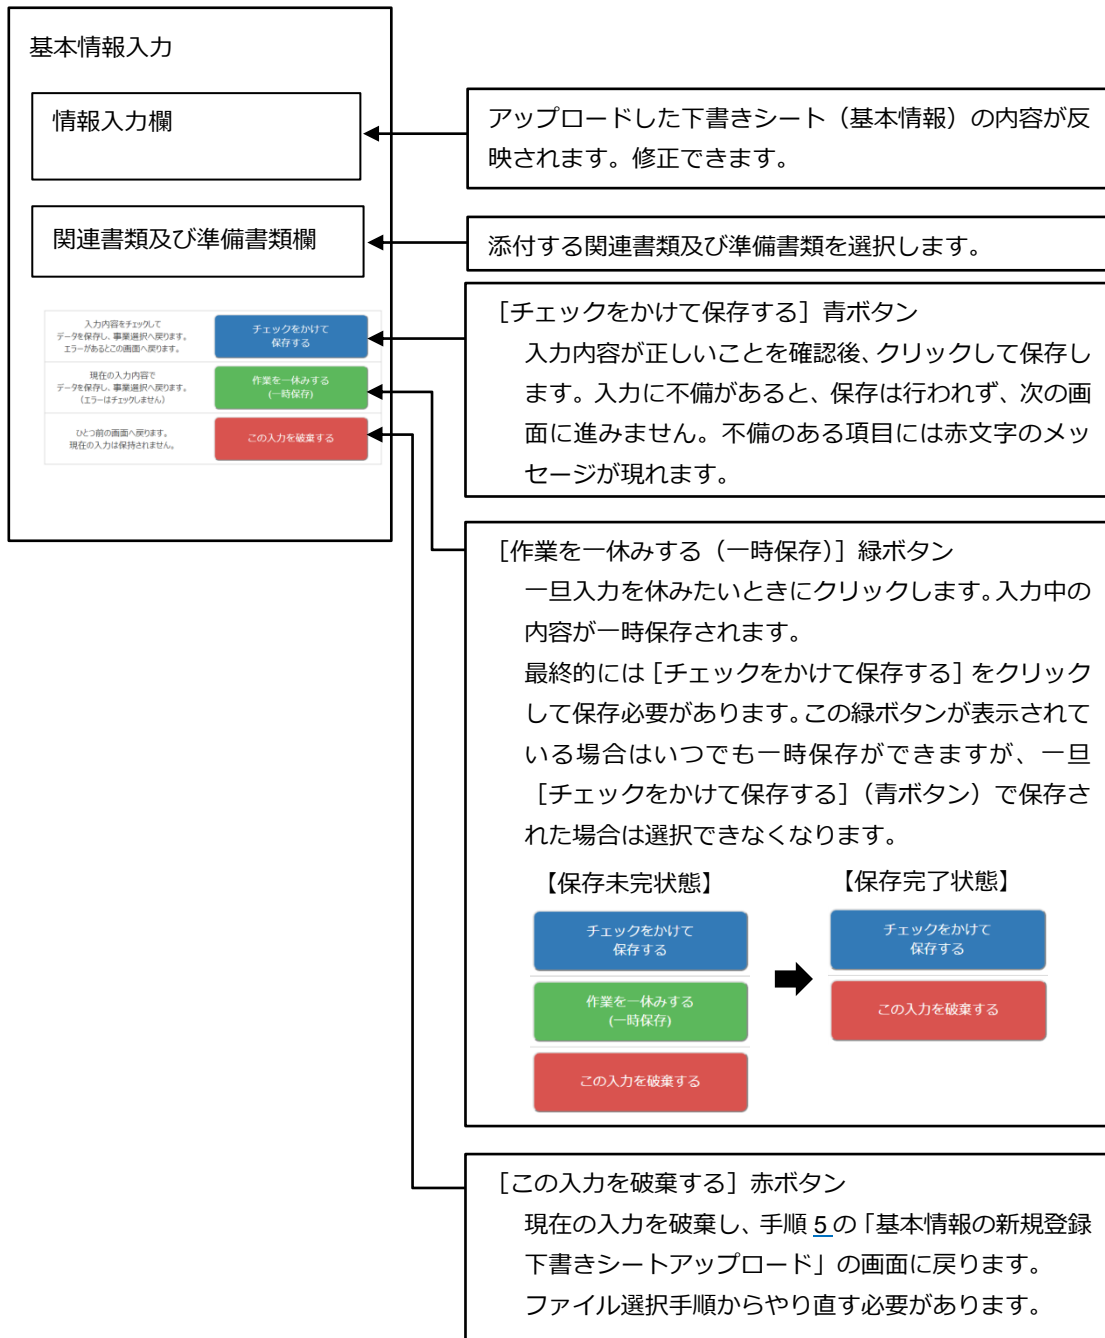 基本情報入力
情報入力欄
アップロードした下書きシート（基本情報）の内容が反
映されます。修正できます。
関連書類及び準備書類欄
添付する関連書類及び準備書類を選択します。
入力内容をチェックして
データを保存し、事業選択へ戻ります。
エラーがあるとこの画面へ戻ります。
チェックをかけて
保存する
現在の入力内容で
データを保存し、事業選択へ戻ります。
（エラーはチェックしません）
作業を一休みする
(一時保存)
ひとつ前の画面へ戻ります。
現在の入力は保持されません。
この入力を破棄する
［チェックをかけて保存する］青ボタン
入力内容が正しいことを確認後、クリックして保存し
ます。入力に不備があると、保存は行われず、次の画
面に進みません。不備のある項目には赤文字のメッ
セージが現れます。
［作業を一休みする（一時保存）］緑ボタン
一旦入力を休みたいときにクリックします。入力中の
内容が一時保存されます。
最終的には［チェックをかけて保存する］をクリック
して保存必要があります。この緑ボタンが表示されて
いる場合はいつでも一時保存ができますが、一旦
［チェックをかけて保存する］（青ボタン）で保存さ
れた場合は選択できなくなります。
【保存未完状態】
チェックをかけて
保存する
作業を一休みする
(一時保存)
この入力を破棄する
【保存完了状態】
チェックをかけて
保存する
この入力を破棄する
［この入力を破棄する］赤ボタン
現在の入力を破棄し、手順 5 の「基本情報の新規登録
下書きシートアップロード」の画面に戻ります。
ファイル選択手順からやり直す必要があります。